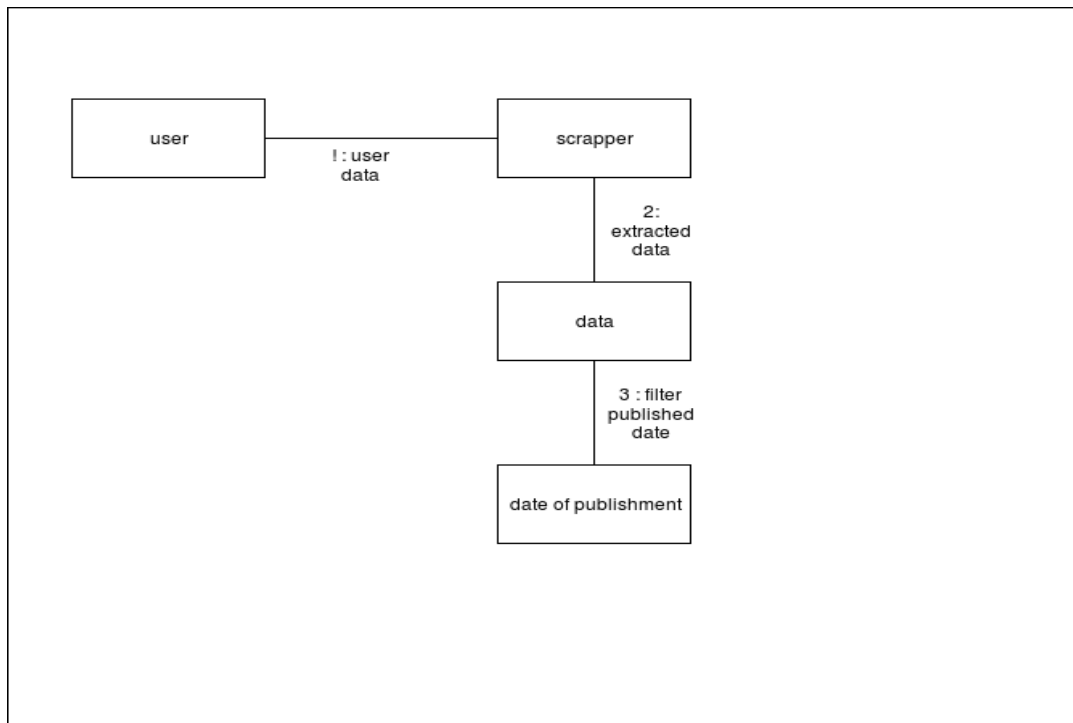 user
scrapper
! : user
data
2:
extracted
data
data
3 : filter
published
date
date of publishment